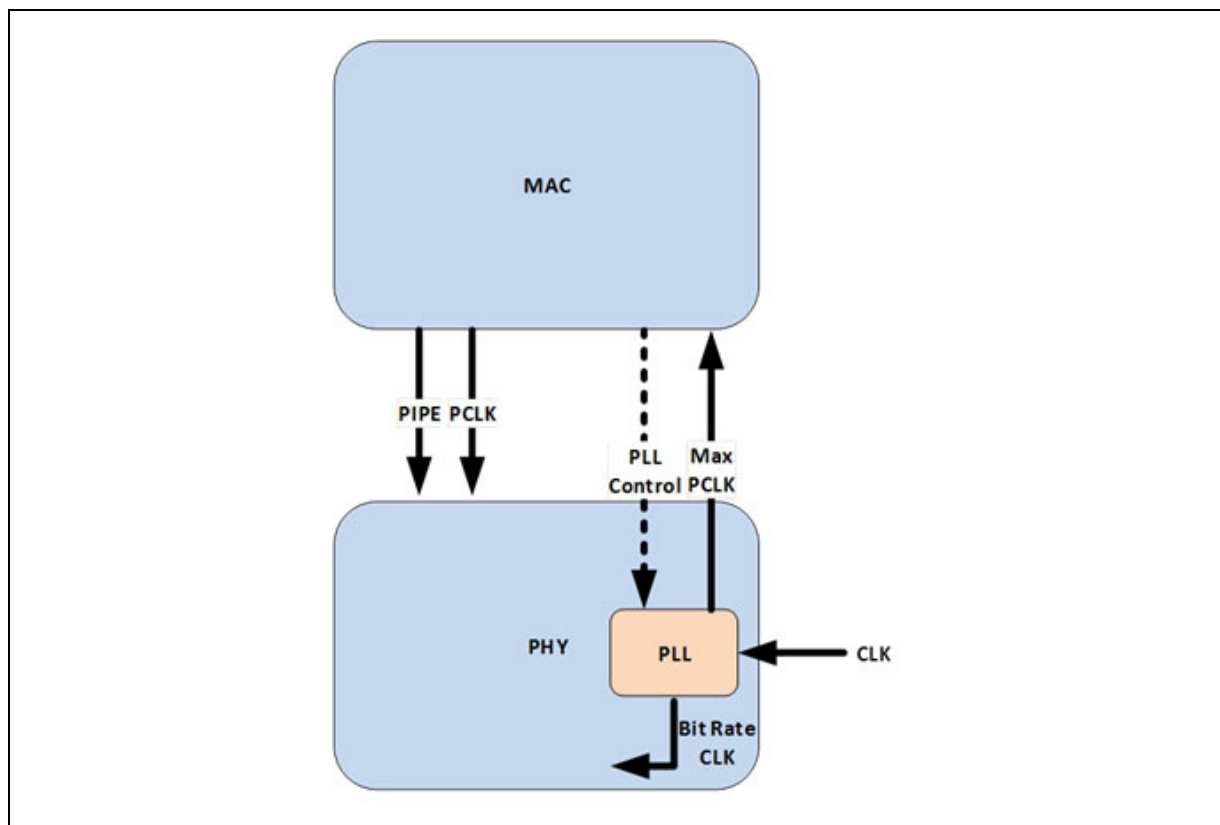 MAC
PIPE
PCLK
PLL
Control
Max
PCLK
PHY
PLL
CLK
Bit Rate
CLK